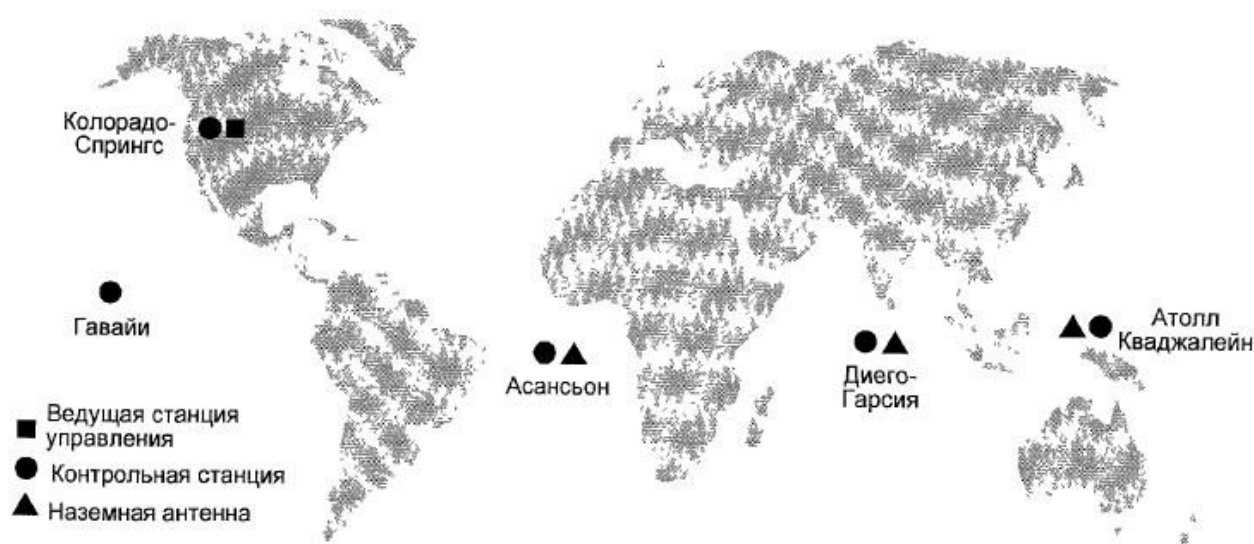 Колорадо-
Спрингс
Гавайи
Асансьон
Диего-
Гарсия
Атолл
Кваджалейн
Ведущая станция
управления
Контрольная станция
Наземная антенна